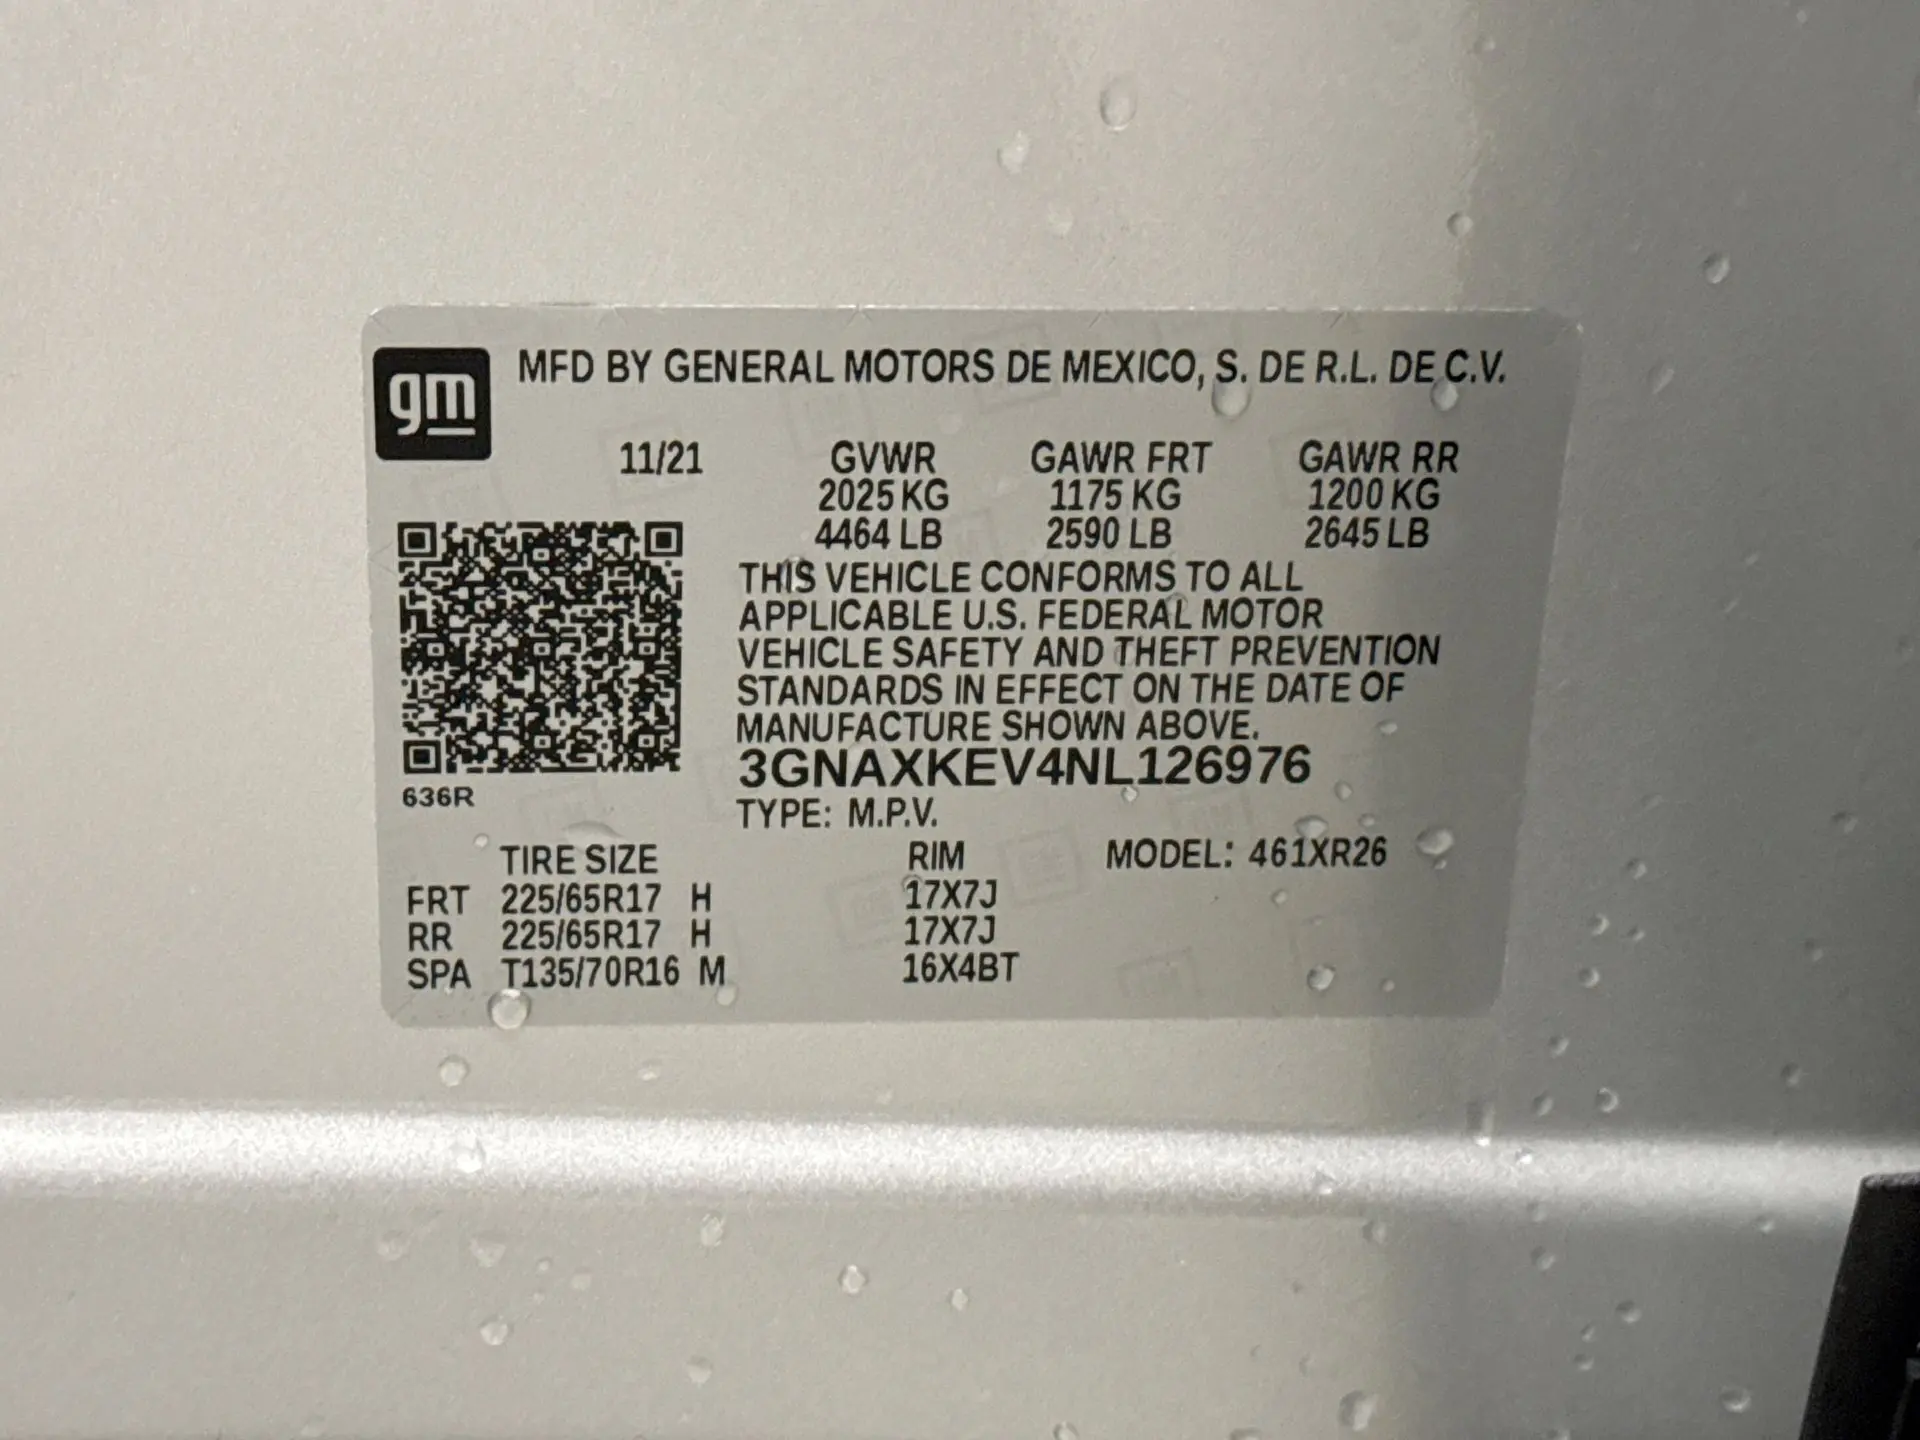 gm
MFD BY GENERAL MOTORS DE MEXICO, S. DE R.L. DE C.V.
11/21 GVWR GAWR FRT GAWR RR
2025 KG 1175 KG 1200 KG
4464 LB 2590 LB 2645 LB
THIS VEHICLE CONFORMS TO ALL
APPLICABLE U.S. FEDERAL MOTOR
VEHICLE SAFETY AND THEFT PREVENTION
STANDARDS IN EFFECT ON THE DATE OF
MANUFACTURE SHOWN ABOVE.
3GNAXKEV4NL126976
636R
TYPE: M.P.V.
TIRE SIZE RIM MODEL: 461XR26
FRT 225/65R17 H 17X7J
RR 225/65R17 H 17X7J
SPA T135/70R16 M 16X4BT